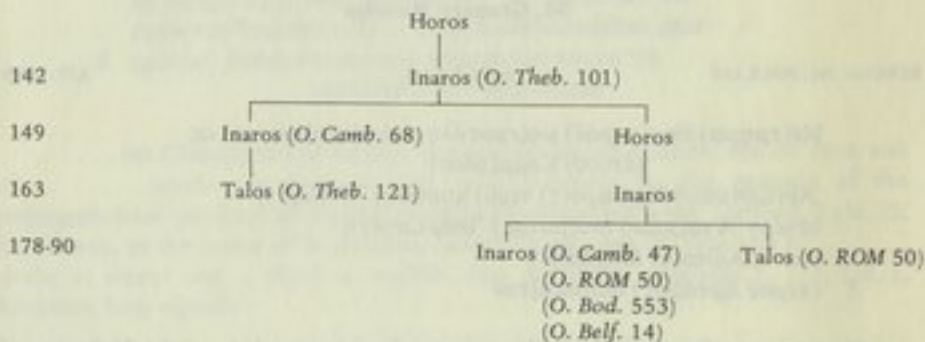 Horos
142 Inaros (O. Theb. 101)
149 Inaros (O. Camb. 68) Horos
163 Talos (O. Theb. 121) Inaros
178-90 Inaros (O. Camb. 47) Talos (O. ROM 50)
(O. ROM 50)
(O. Bod. 553)
(O. Belf. 14)